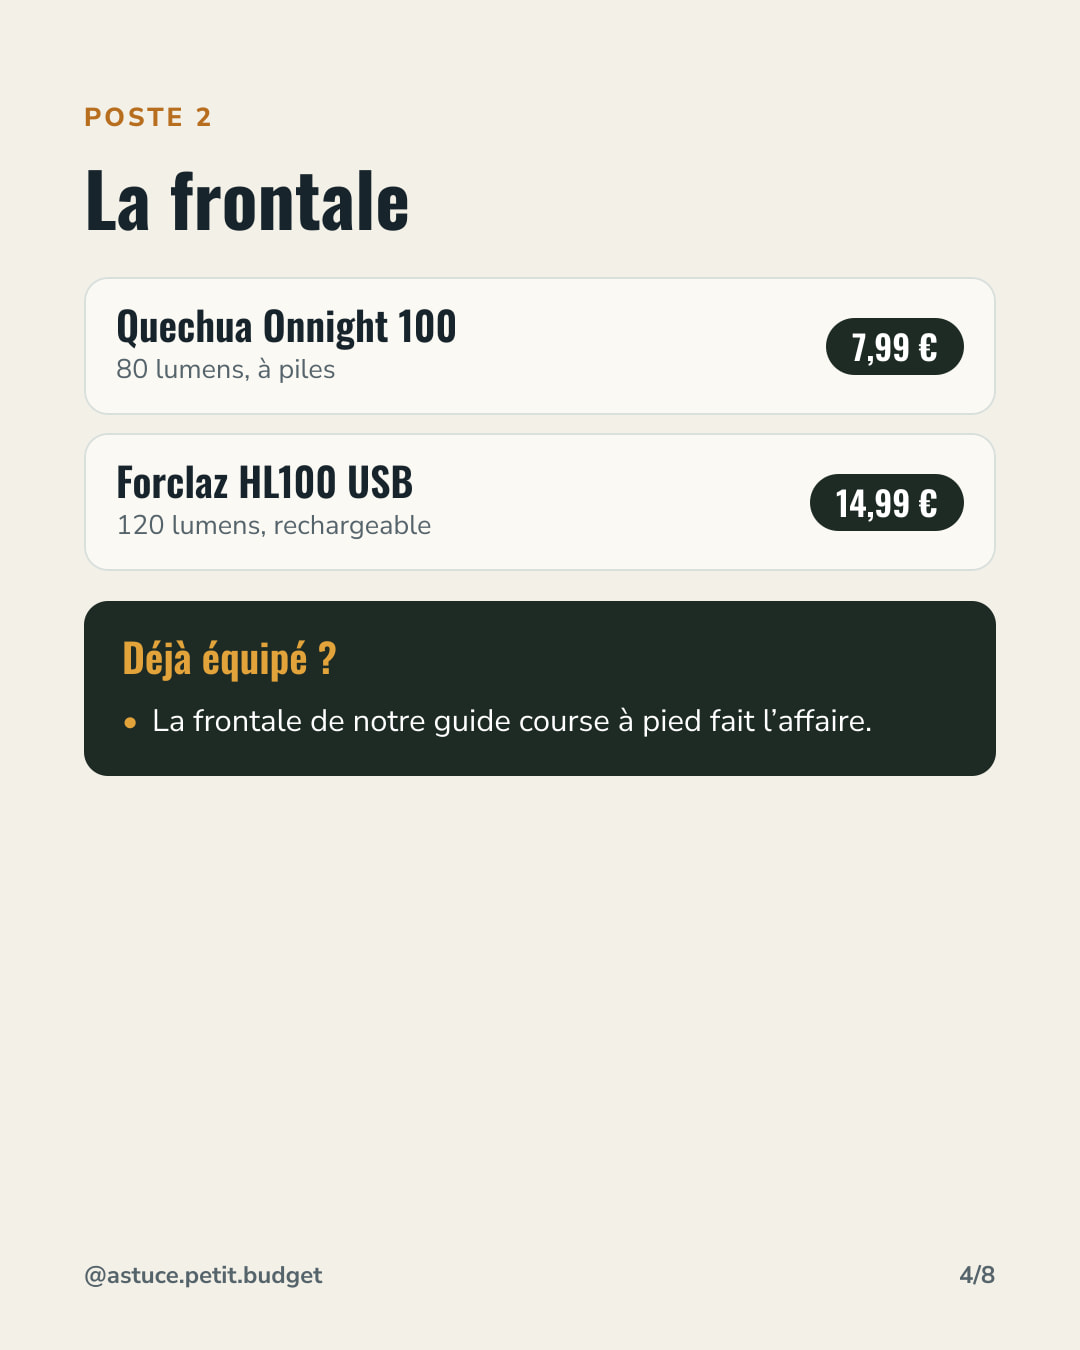 POSTE 2
La frontale
Quechua Onnight 100
80 lumens, à piles
7,99 €
Forclaz HL100 USB
120 lumens, rechargeable
14,99 €
Déjà équipé ?
• La frontale de notre guide course à pied fait l’affaire.
@astuce.petit.budget
4/8